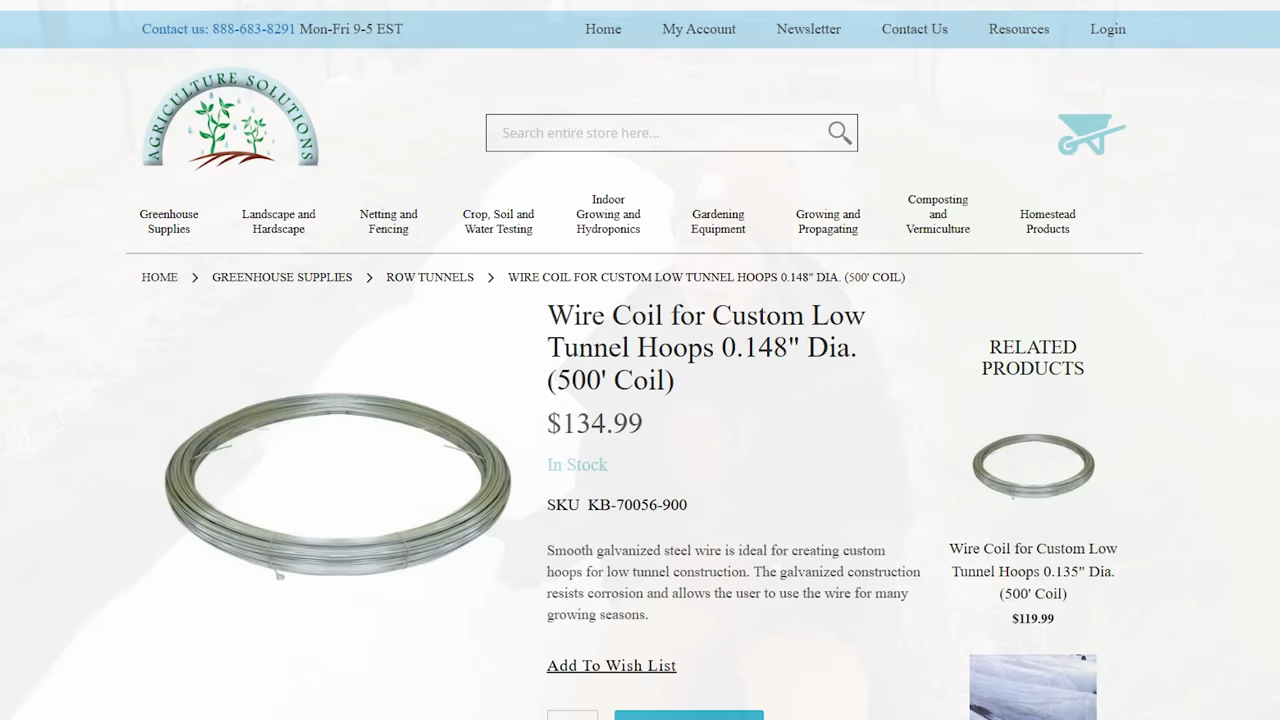 Contact us: 888-683-8291 Mon-Fri 9-5 EST
Home
My Account
Newsletter
Contact Us
Resources
Login
AGRICULTURE SOLUTIONS
Search entire store here...
Greenhouse
Supplies
Landscape and
Hardscape
Netting and
Fencing
Crop, Soil and
Water Testing
Indoor
Growing and
Hydroponics
Gardening
Equipment
Growing and
Propagating
Composting
and
Vermiculture
Homestead
Products
HOME > GREENHOUSE SUPPLIES > ROW TUNNELS > WIRE COIL FOR CUSTOM LOW TUNNEL HOOPS 0.148" DIA. (500' COIL)
Wire Coil for Custom Low
Tunnel Hoops 0.148" Dia.
(500' Coil)
$134.99
In Stock
SKU KB-70056-900
Smooth galvanized steel wire is ideal for creating custom
hoops for low tunnel construction. The galvanized construction
resists corrosion and allows the user to use the wire for many
growing seasons.
Add To Wish List
RELATED
PRODUCTS
Wire Coil for Custom Low
Tunnel Hoops 0.135" Dia.
(500' Coil)
$119.99